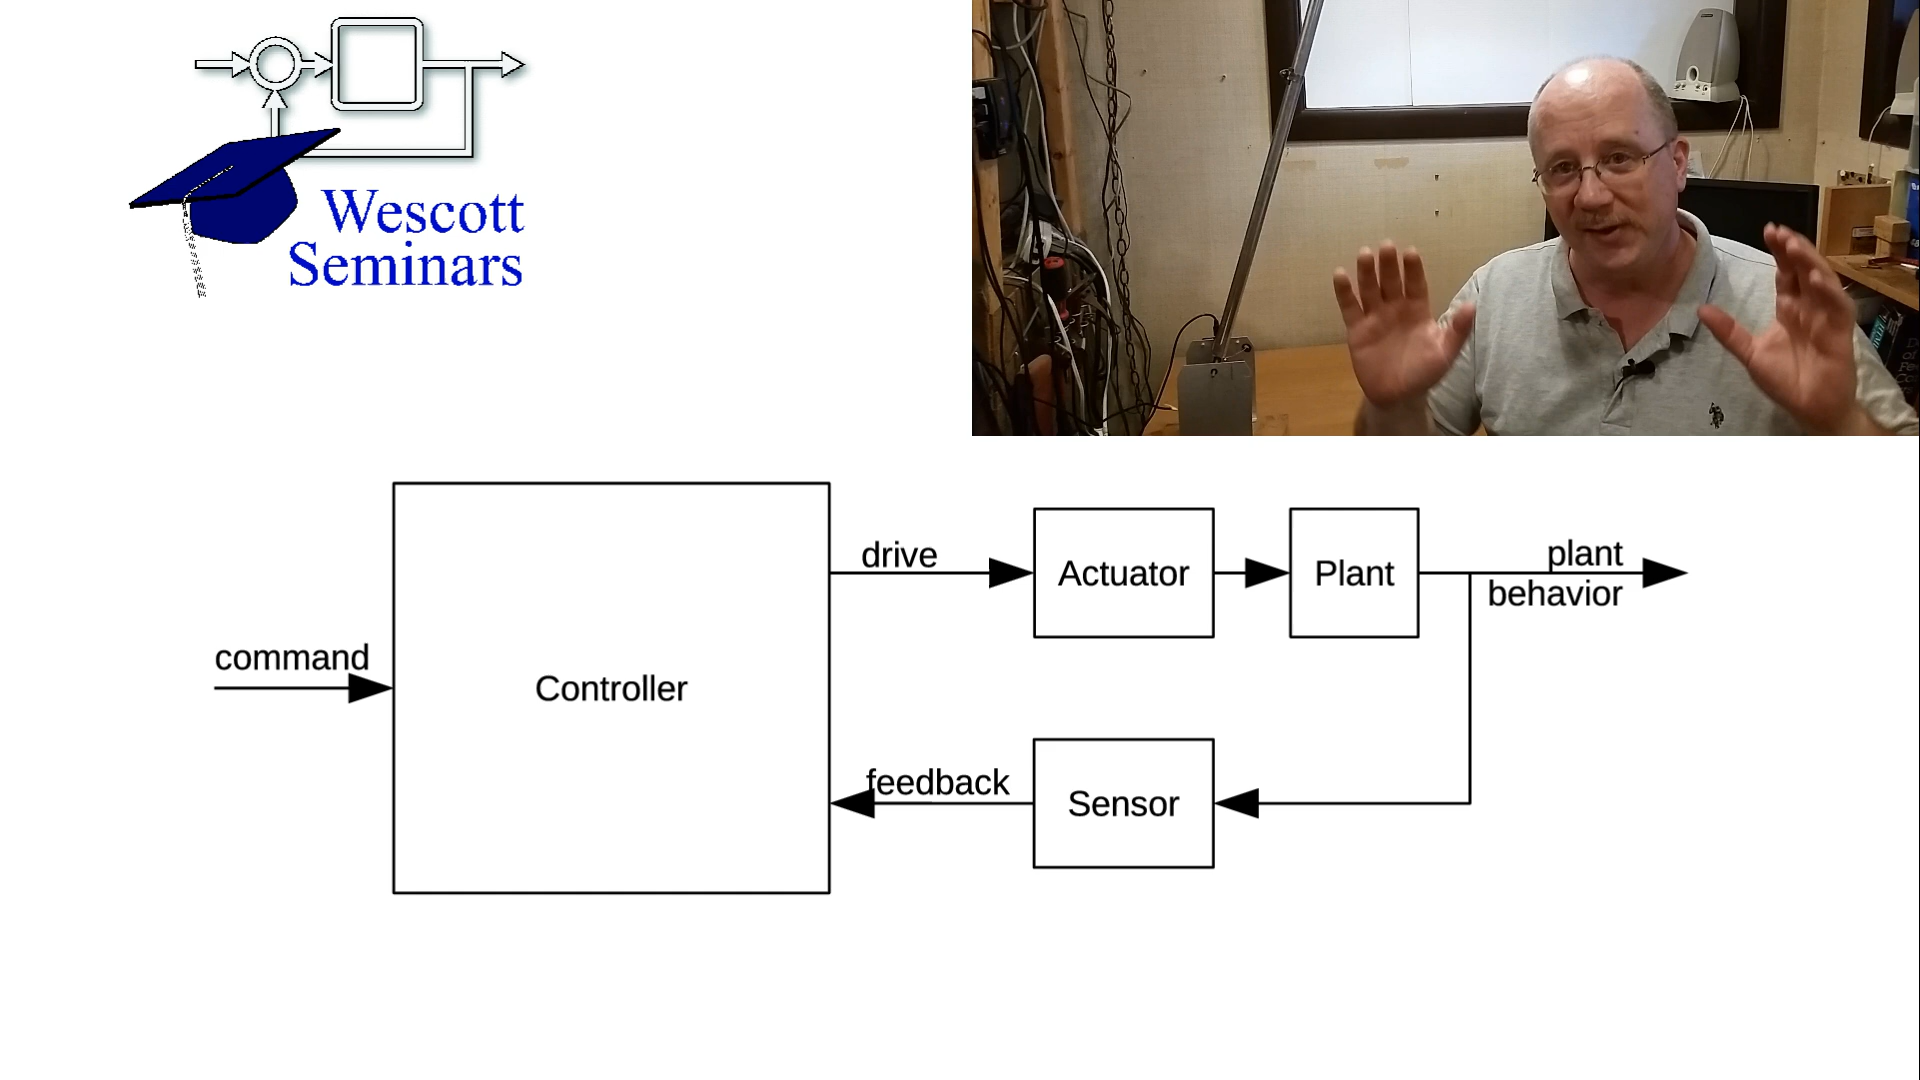 Wescott
Seminars
drive
Actuator
Plant
plant
behavior
command
Controller
feedback
Sensor